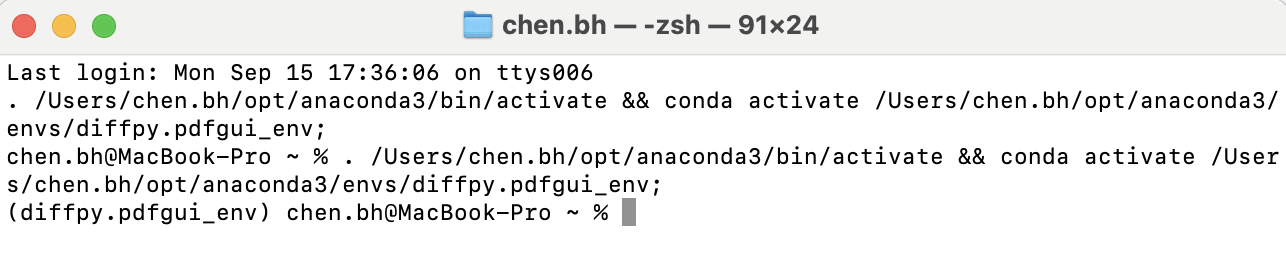 chen.bh — -zsh — 91×24
Last login: Mon Sep 15 17:36:06 on ttys006
. /Users/chen.bh/opt/anaconda3/bin/activate && conda activate /Users/chen.bh/opt/anaconda3/
envs/diffpy.pdfgui_env;
chen.bh@MacBook-Pro ~ % . /Users/chen.bh/opt/anaconda3/bin/activate && conda activate /User
s/chen.bh/opt/anaconda3/envs/diffpy.pdfgui_env;
(diffpy.pdfgui_env) chen.bh@MacBook-Pro ~ %